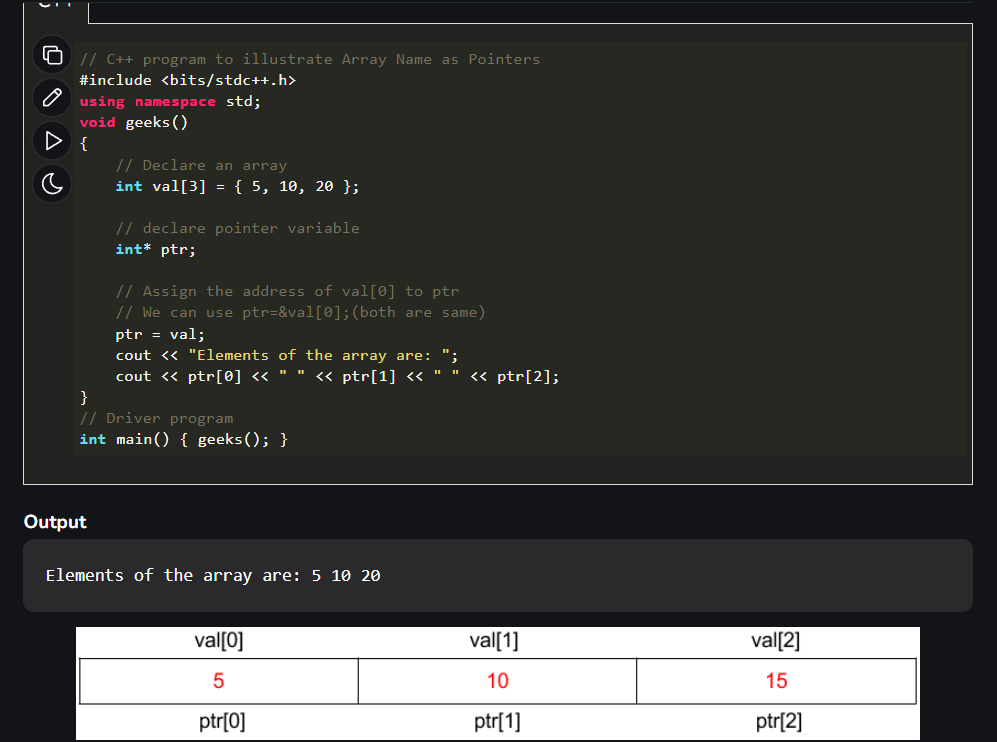 // C++ program to illustrate Array Name as Pointers
#include <bits/stdc++.h>
using namespace std;
void geeks()
{
    // Declare an array
    int val[3] = { 5, 10, 20 };
    // declare pointer variable
    int* ptr;
    // Assign the address of val[0] to ptr
    // We can use ptr=&val[0];(both are same)
    ptr = val;
    cout << "Elements of the array are: ";
    cout << ptr[0] << " " << ptr[1] << " " << ptr[2];
}
// Driver program
int main() { geeks(); }
Output
Elements of the array are: 5 10 20
val[0] val[1] val[2]
5 10 15
ptr[0] ptr[1] ptr[2]